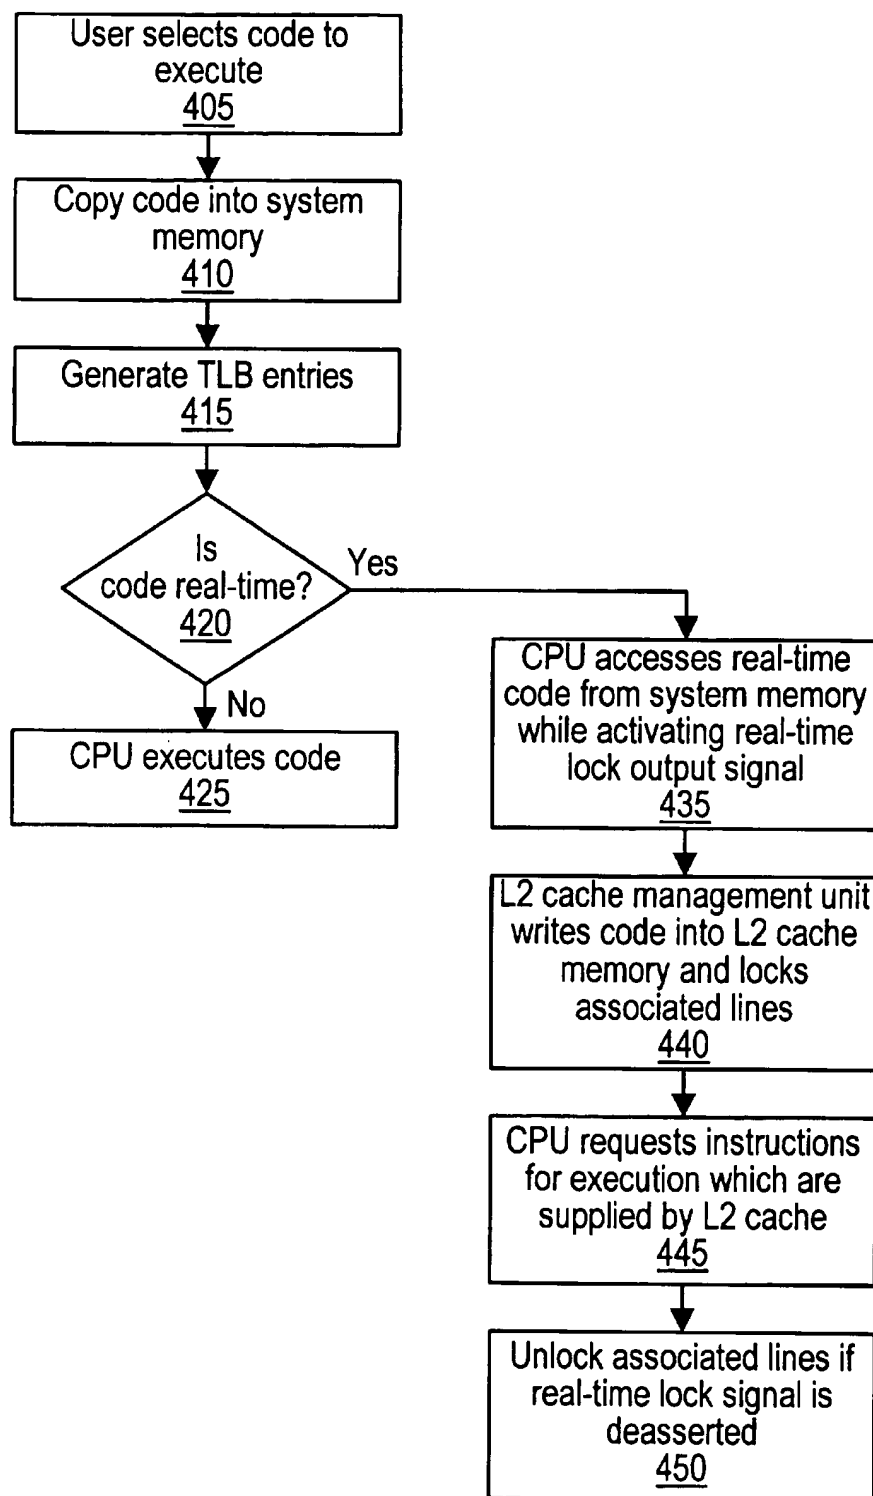 User selects code to
execute
405
Copy code into system
memory
410
Generate TLB entries
415
Is
code real-time?
420
Yes
No
CPU executes code
425
CPU accesses real-time
code from system memory
while activating real-time
lock output signal
435
L2 cache management unit
writes code into L2 cache
memory and locks
associated lines
440
CPU requests instructions
for execution which are
supplied by L2 cache
445
Unlock associated lines if
real-time lock signal is
deasserted
450